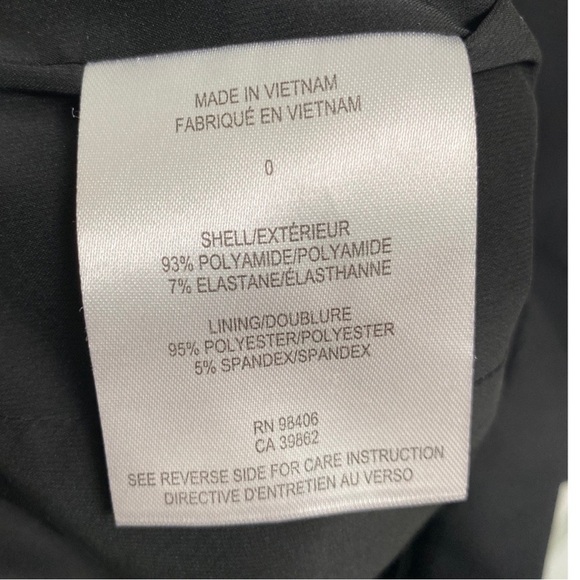 MADE IN VIETNAM
FABRIQUÉ EN VIETNAM
0
SHELL/EXTÉRIEUR
93% POLYAMIDE/POLYAMIDE
7% ELASTANE/ÉLASTHANNE
LINING/DOUBLURE
95% POLYESTER/POLYESTER
5% SPANDEX/SPANDEX
RN 98406
CA 39862
SEE REVERSE SIDE FOR CARE INSTRUCTION
DIRECTIVE D'ENTRETIEN AU VERSO